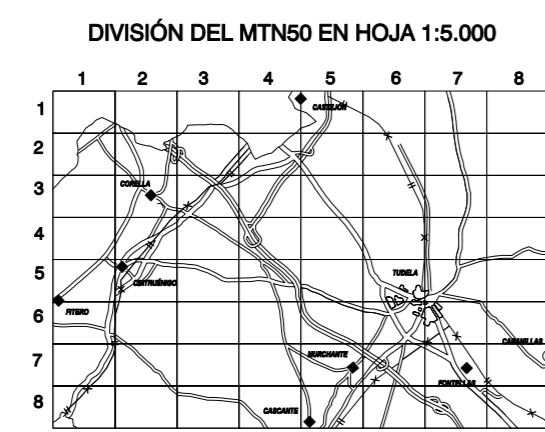 DIVISIÓN DEL MTN50 EN HOJA 1:5.000
1 2 3 4 5 6 7 8
1
CASTEJÓN
2
3
CORELLA
4
5
TUDELA
CINTRUÉNIGO
6
FITERO
CABANILLAS
7
MURCHANTE
FONTELLAS
8
CASCANTE